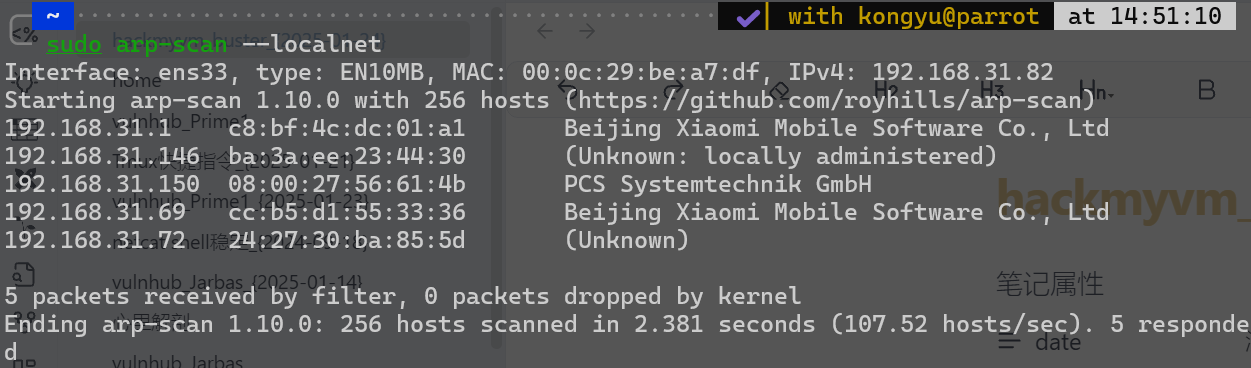 ~ with kongyu@parrot at 14:51:10
sudo arp-scan --localnet
Interface: ens33, type: EN10MB, MAC: 00:0c:29:be:a7:df, IPv4: 192.168.31.82
Starting arp-scan 1.10.0 with 256 hosts (https://github.com/royhills/arp-scan)
192.168.31.1 c8:bf:4c:dc:01:a1 Beijing Xiaomi Mobile Software Co., Ltd
192.168.31.146 ba:3a:ee:23:44:30 (Unknown: locally administered)
192.168.31.150 08:00:27:56:61:4b PCS Systemtechnik GmbH
192.168.31.69 cc:b5:d1:55:33:36 Beijing Xiaomi Mobile Software Co., Ltd
192.168.31.72 24:27:30:ba:85:5d (Unknown)
5 packets received by filter, 0 packets dropped by kernel
Ending arp-scan 1.10.0: 256 hosts scanned in 2.381 seconds (107.52 hosts/sec). 5 responde
d
home
vulnhub_Prime1
vulnhub_Prime1_{2025-01-23}
vulnhub_Jarbas_{2025-01-14}
vulnhub_Jarbas
H2
H3
Hn
B
hackmyvm_
笔记属性
date